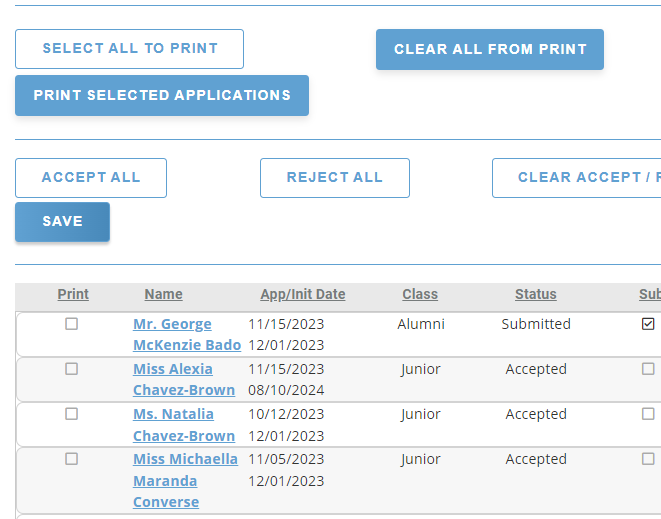 SELECT ALL TO PRINT CLEAR ALL FROM PRINT
PRINT SELECTED APPLICATIONS
ACCEPT ALL REJECT ALL CLEAR ACCEPT /
SAVE
Print Name App/Init Date Class Status Sub
Mr. George 11/15/2023 Alumni Submitted
McKenzie Bado 12/01/2023
Miss Alexia 11/15/2023 Junior Accepted
Chavez-Brown 08/10/2024
Ms. Natalia 10/12/2023 Junior Accepted
Chavez-Brown 12/01/2023
Miss Michaella 11/05/2023 Junior Accepted
Maranda 12/01/2023
Converse